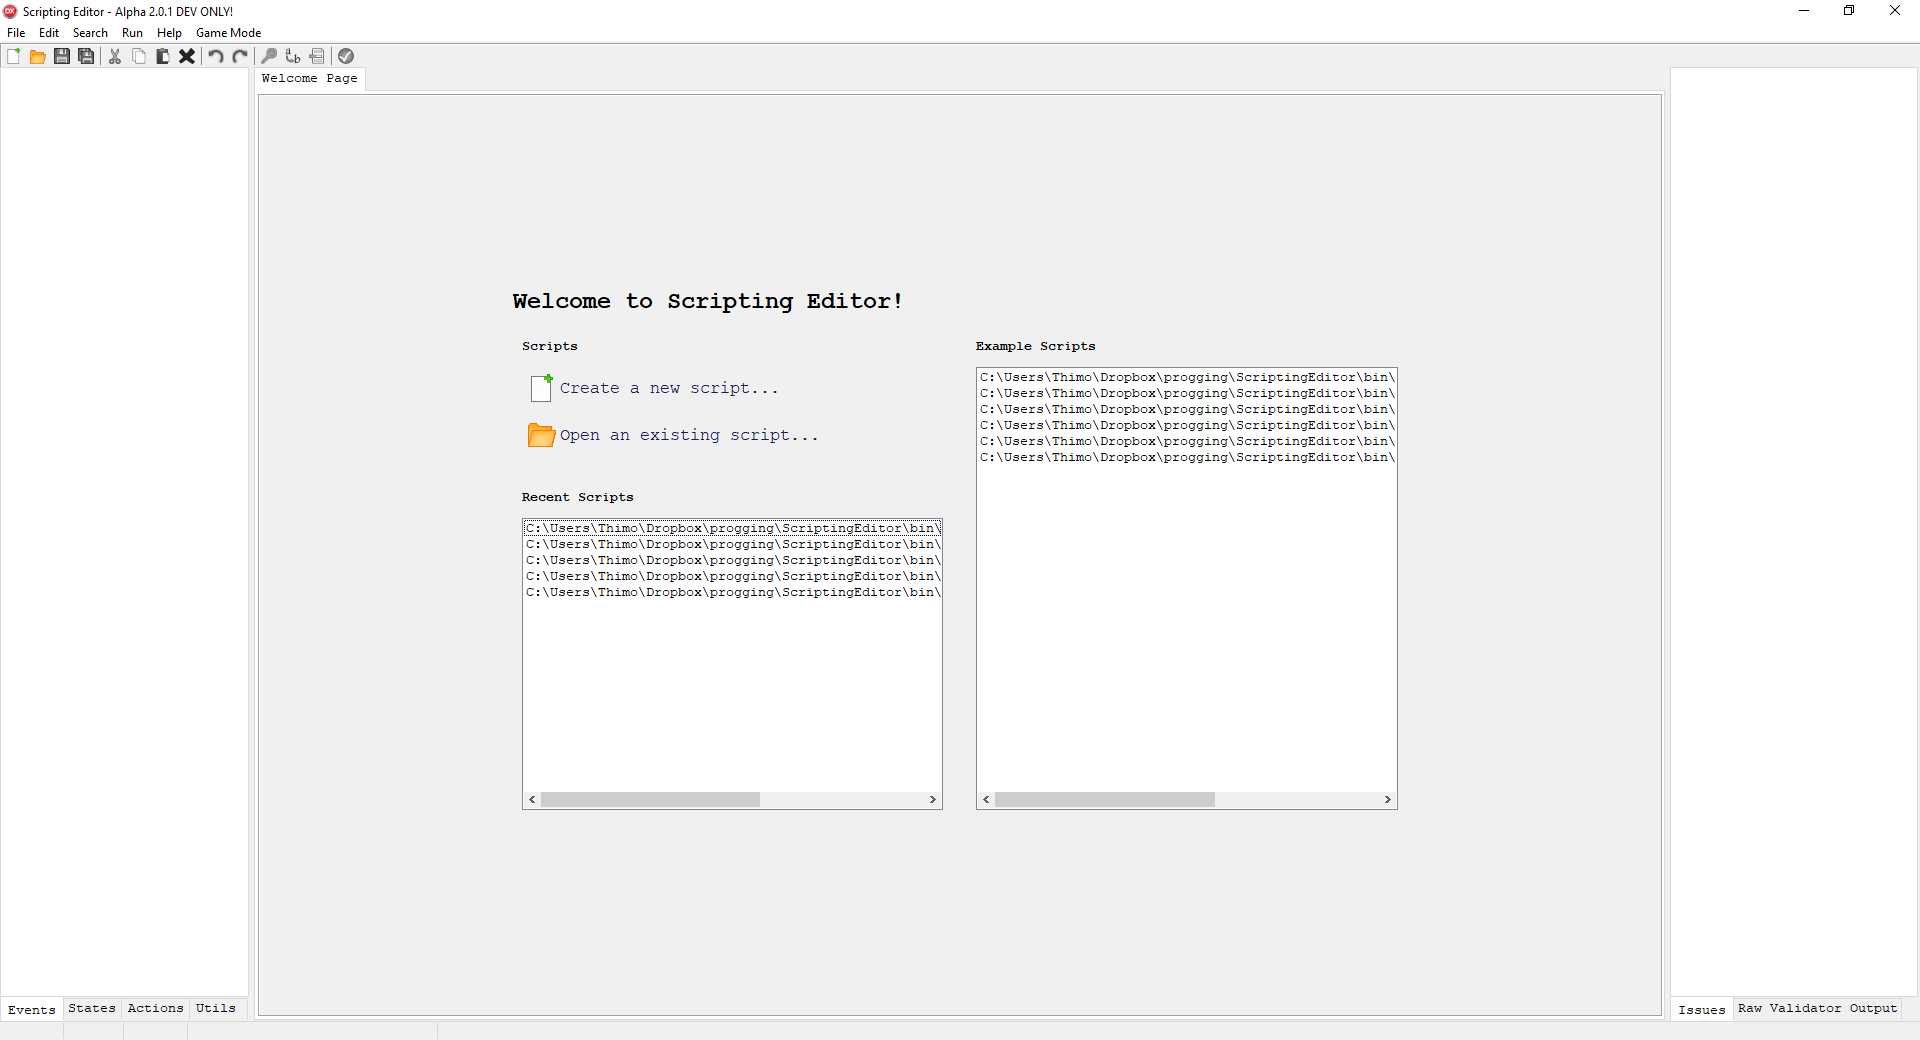 DX Scripting Editor - Alpha 2.0.1 DEV ONLY!
File Edit Search Run Help Game Mode
Welcome Page
Welcome to Scripting Editor!
Scripts
Create a new script...
Open an existing script...
Recent Scripts
C:\Users\Thimo\Dropbox\progging\ScriptingEditor\bin\
C:\Users\Thimo\Dropbox\progging\ScriptingEditor\bin\
C:\Users\Thimo\Dropbox\progging\ScriptingEditor\bin\
C:\Users\Thimo\Dropbox\progging\ScriptingEditor\bin\
C:\Users\Thimo\Dropbox\progging\ScriptingEditor\bin\
Example Scripts
C:\Users\Thimo\Dropbox\progging\ScriptingEditor\bin\
C:\Users\Thimo\Dropbox\progging\ScriptingEditor\bin\
C:\Users\Thimo\Dropbox\progging\ScriptingEditor\bin\
C:\Users\Thimo\Dropbox\progging\ScriptingEditor\bin\
C:\Users\Thimo\Dropbox\progging\ScriptingEditor\bin\
C:\Users\Thimo\Dropbox\progging\ScriptingEditor\bin\
Events States Actions Utils
Issues Raw Validator Output